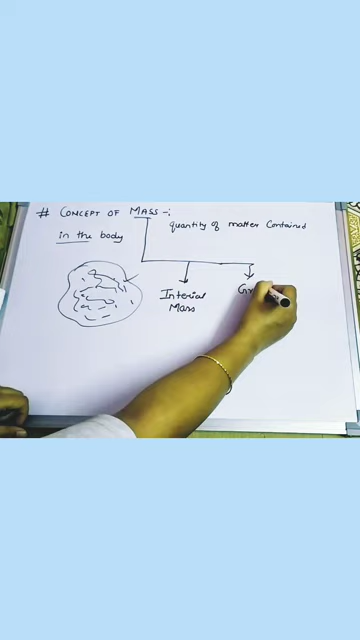 # CONCEPT OF MASS -:
quantity of matter Contained
in the body
Interial
Mass